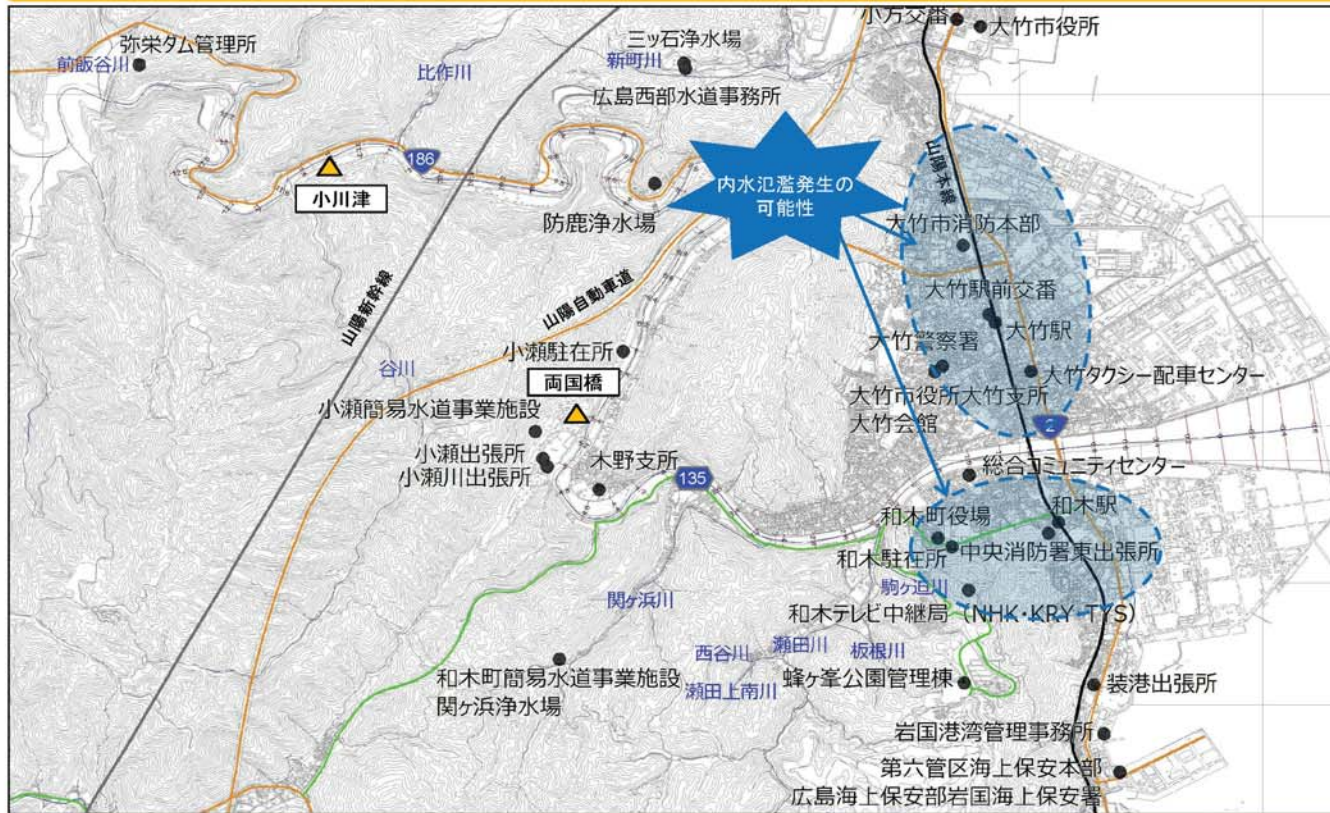 小方交番
大竹市役所
弥栄ダム管理所
前飯谷川
比作川
三ッ石浄水場
新町川
広島西部水道事務所
186
小川津
防鹿浄水場
内水氾濫発生の
可能性
山陽本線
大竹市消防本部
山陽新幹線
山陽自動車道
大竹駅前交番
大竹駅
小瀬駐在所
大竹警察署
谷川
両国橋
大竹タクシー配車センター
大竹市役所大竹支所
大竹会館
小瀬簡易水道事業施設
2
小瀬出張所
小瀬川出張所
木野支所
135
総合コミュニティセンター
和木駅
和木町役場
和木駐在所
中央消防署東出張所
駒ヶ迫川
関ヶ浜川
和木テレビ中継局（NHK・KRY・TYS）
西谷川
瀬田川
板根川
和木町簡易水道事業施設
関ヶ浜浄水場
瀬田上南川
蜂ヶ峯公園管理棟
装港出張所
岩国港湾管理事務所
第六管区海上保安本部
広島海上保安部岩国海上保安署